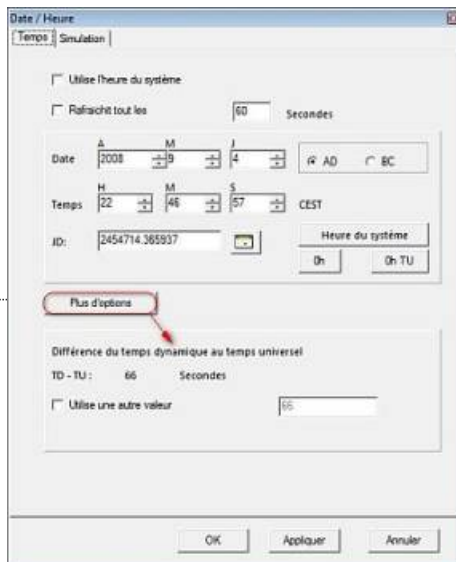 Date / Heure
Temps Simulation
Utilise l'heure du système
Rafraichit tout les 60 Secondes
A M J
Date 2008 9 4 AD BC
H M S
Temps 22 46 57 CEST
JD: 2454714.365937 Heure du système
0h 0h TU
Plus d'options
Différence du temps dynamique au temps universel
TD - TU : 66 Secondes
Utilise une autre valeur 66
OK Appliquer Annuler